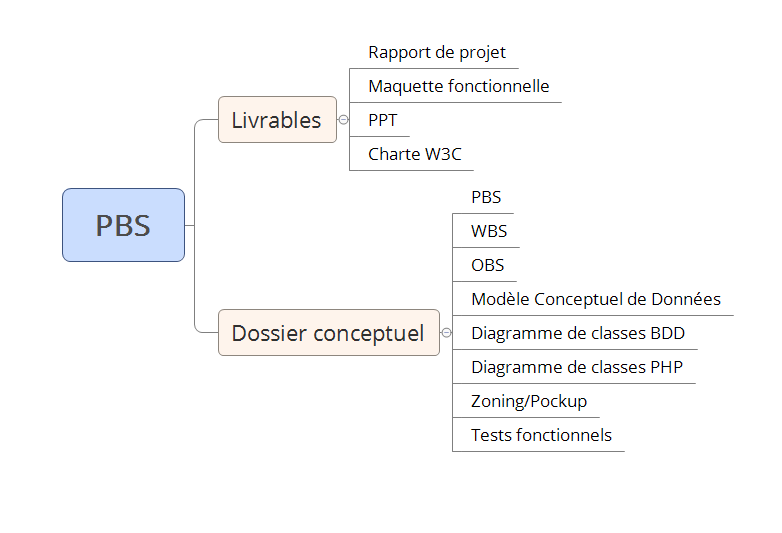 PBS
Livrables
Rapport de projet
Maquette fonctionnelle
PPT
Charte W3C
Dossier conceptuel
PBS
WBS
OBS
Modèle Conceptuel de Données
Diagramme de classes BDD
Diagramme de classes PHP
Zoning/Pockup
Tests fonctionnels